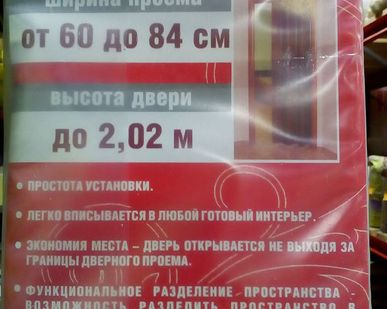 ширина проема
от 60 до 84 см
высота двери
до 2,02 м
• ПРОСТОТА УСТАНОВКИ.
• ЛЕГКО ВПИСЫВАЕТСЯ В ЛЮБОЙ ГОТОВЫЙ ИНТЕРЬЕР.
• ЭКОНОМИЯ МЕСТА – ДВЕРЬ ОТКРЫВАЕТСЯ НЕ ВЫХОДЯ ЗА
ГРАНИЦЫ ДВЕРНОГО ПРОЕМА.
• ФУНКЦИОНАЛЬНОЕ РАЗДЕЛЕНИЕ ПРОСТРАНСТВА -
ВОЗМОЖНОСТЬ РАЗДЕЛИТЬ ПРОСТРАНСТВО В